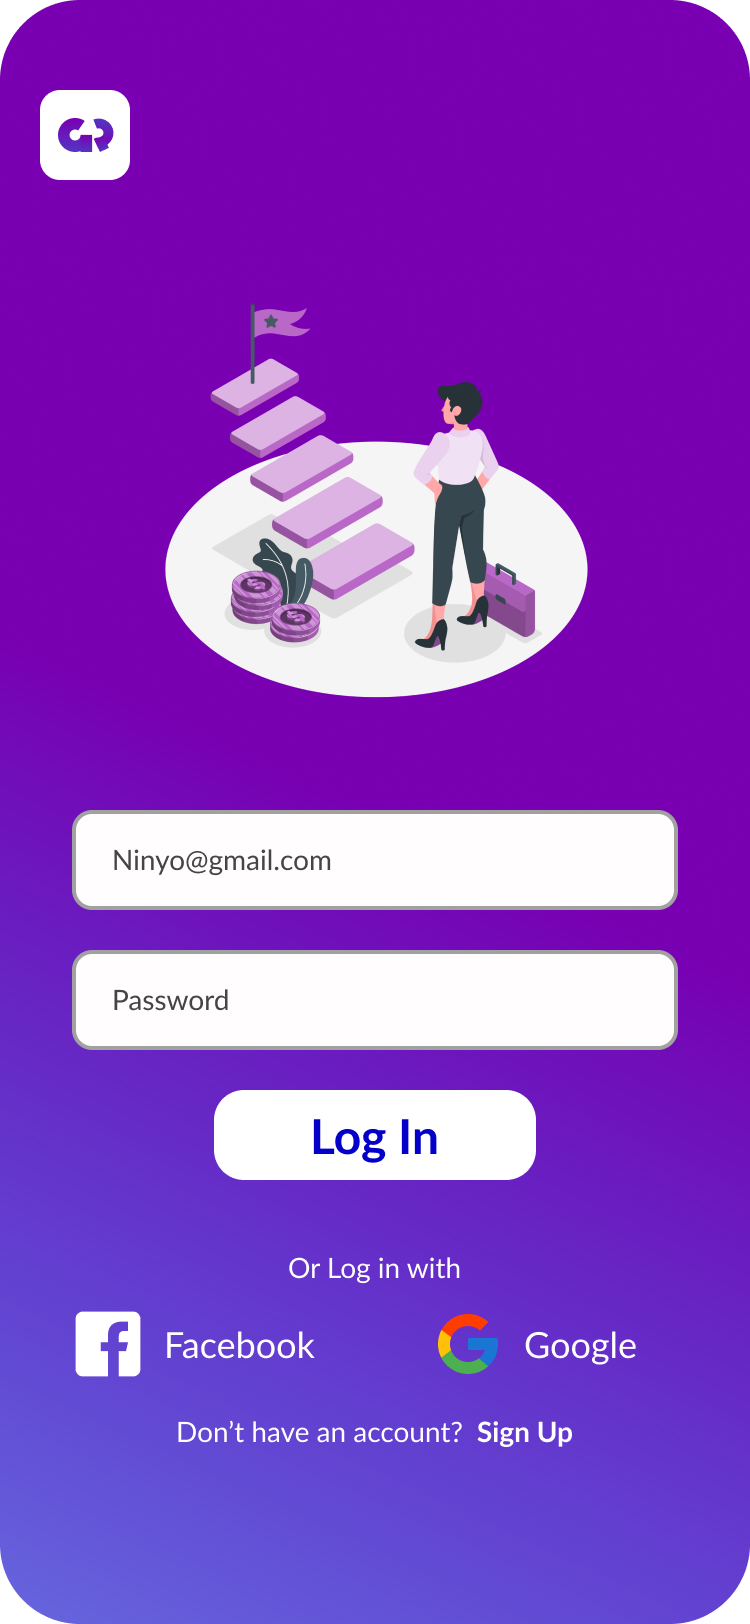 Ninyo@gmail.com
Password
Log In
Or Log in with
Facebook
Google
Don’t have an account? Sign Up